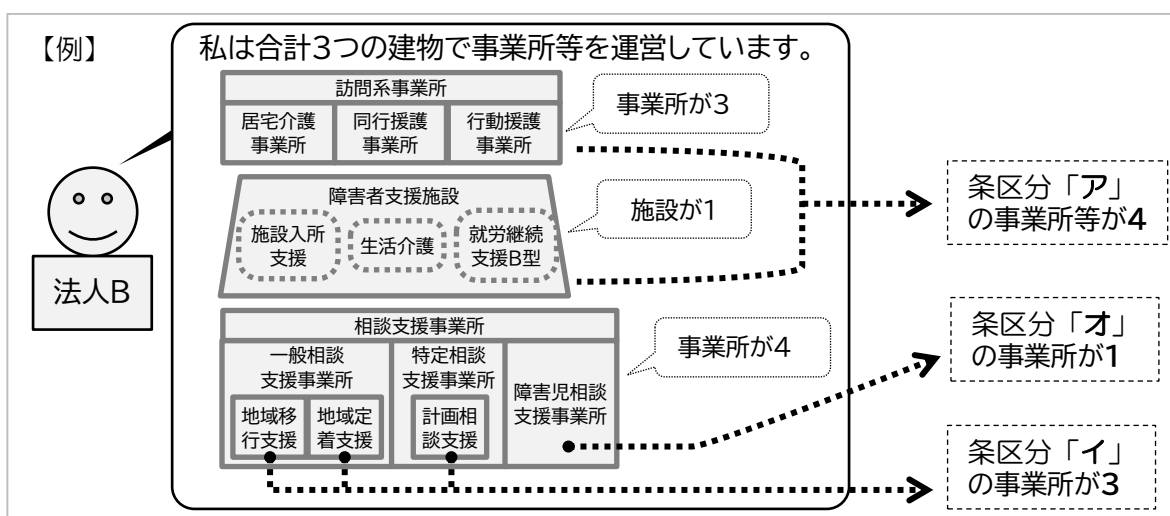 【例】
私は合計3つの建物で事業所等を運営しています。
訪問系事業所
居宅介護
事業所
同行援護
事業所
行動援護
事業所
事業所が3
障害者支援施設
施設入所
支援
生活介護
就労継続
支援B型
施設が1
条区分「ア」
の事業所等が4
法人B
相談支援事業所
一般相談
支援事業所
地域移
行支援
地域定
着支援
特定相談
支援事業所
計画相
談支援
障害児相談
支援事業所
事業所が4
条区分「オ」
の事業所が1
条区分「イ」
の事業所が3